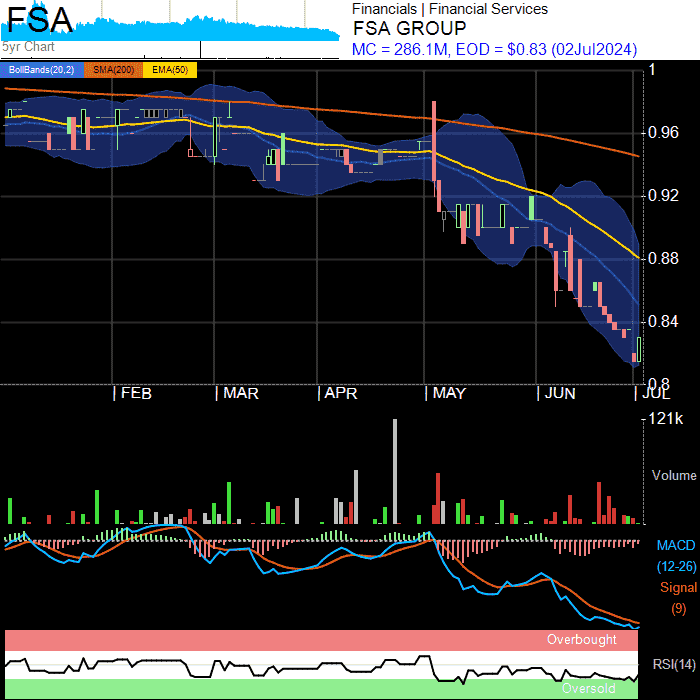 FSA
5yr Chart
Financials | Financial Services
FSA GROUP
MC = 286.1M, EOD = $0.83 (02Jul2024)
BollBands(20,2) SMA(200) EMA(50)
1
0.96
0.92
0.88
0.84
0.8
FEB MAR APR MAY JUN JUL
121k
Volume
MACD
(12-26)
Signal
(9)
Overbought
RSI(14)
Oversold